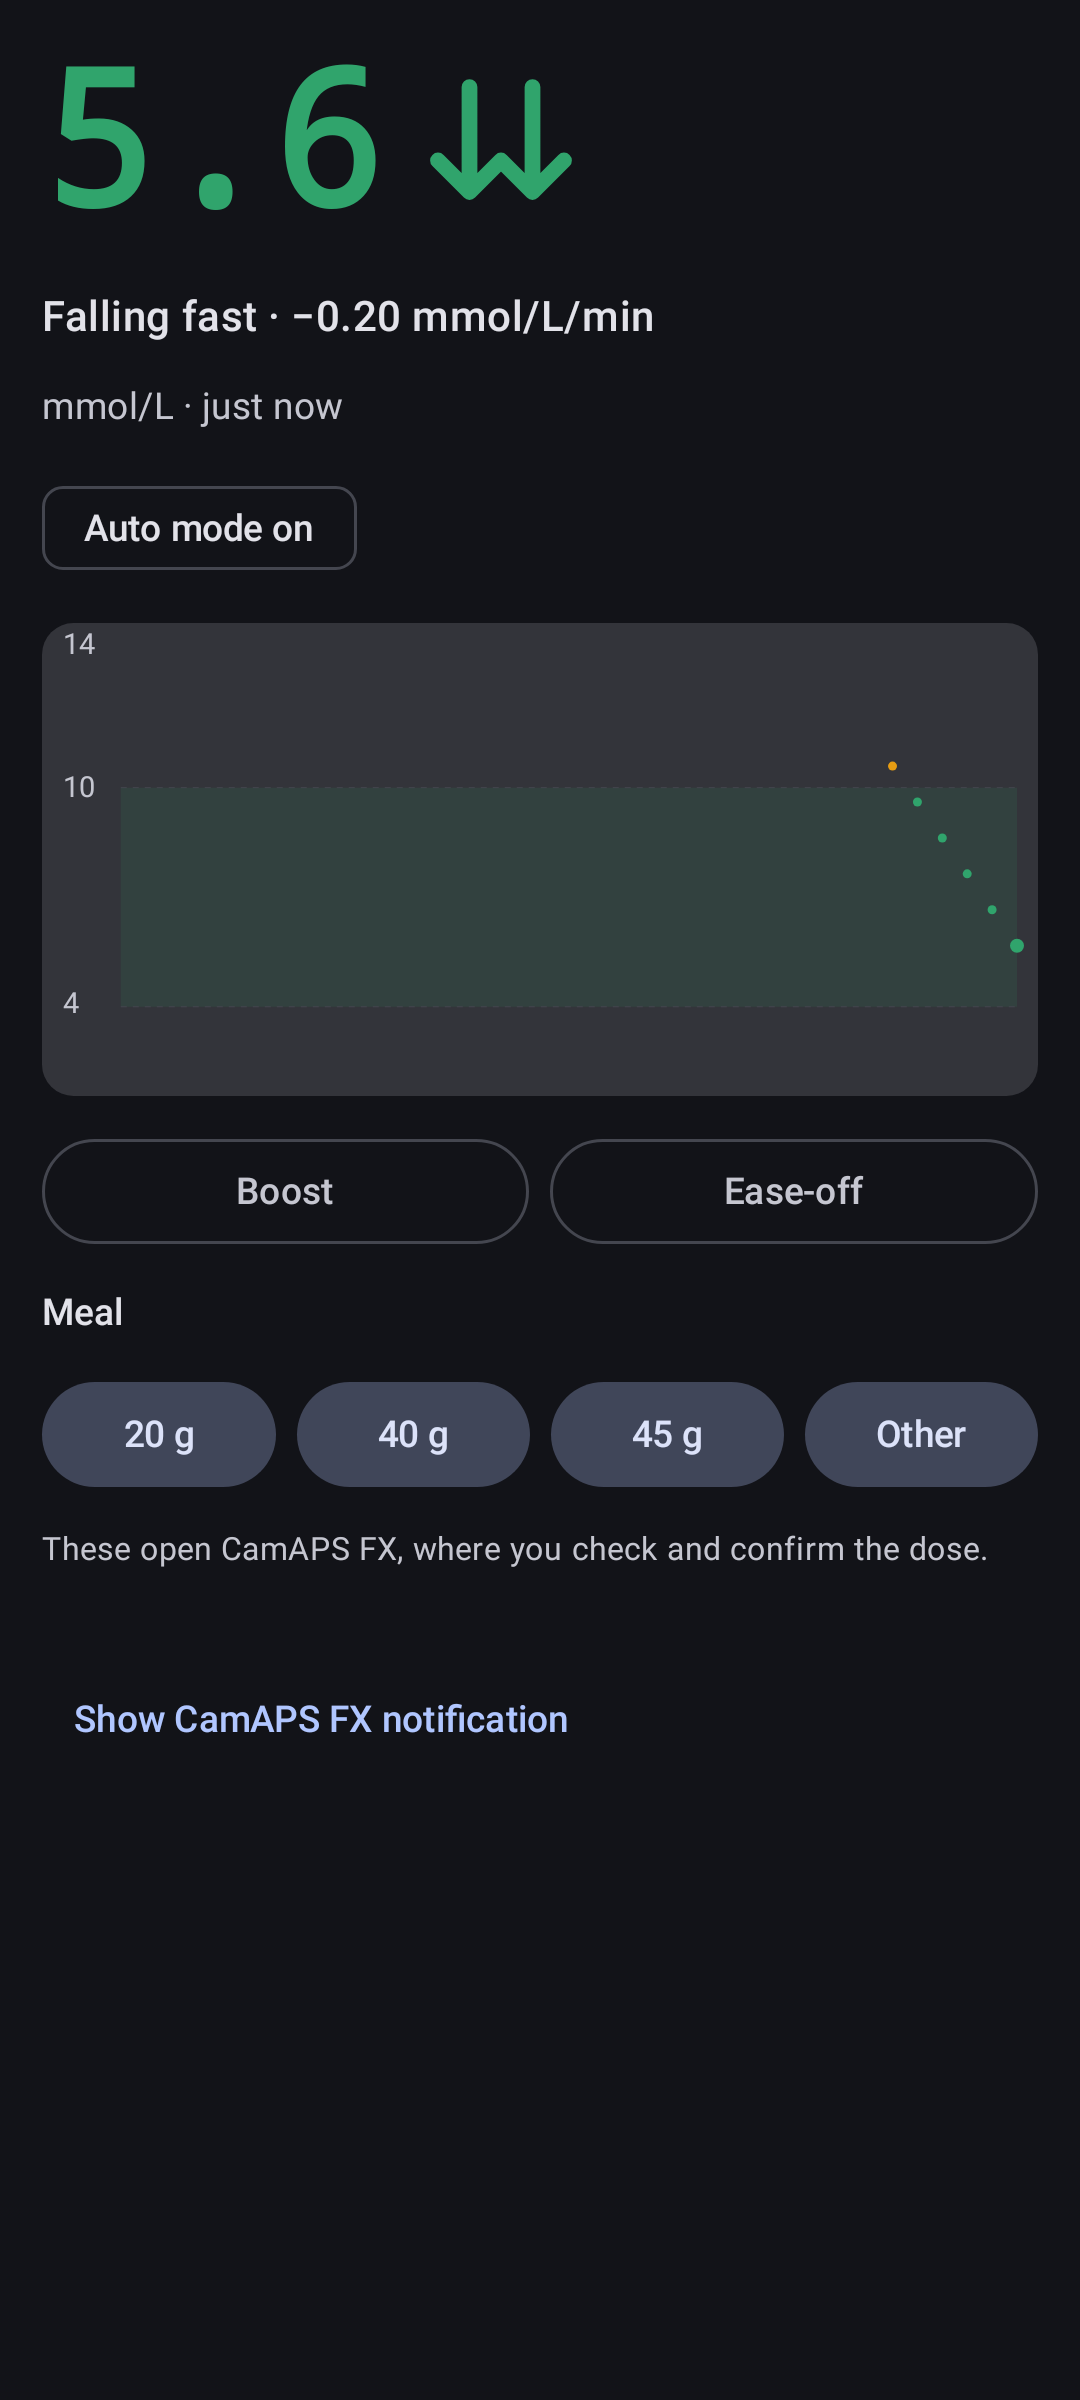 5.6
Falling fast · −0.20 mmol/L/min
mmol/L · just now
Auto mode on
14
10
4
Boost
Ease-off
Meal
20 g
40 g
45 g
Other
These open CamAPS FX, where you check and confirm the dose.
Show CamAPS FX notification